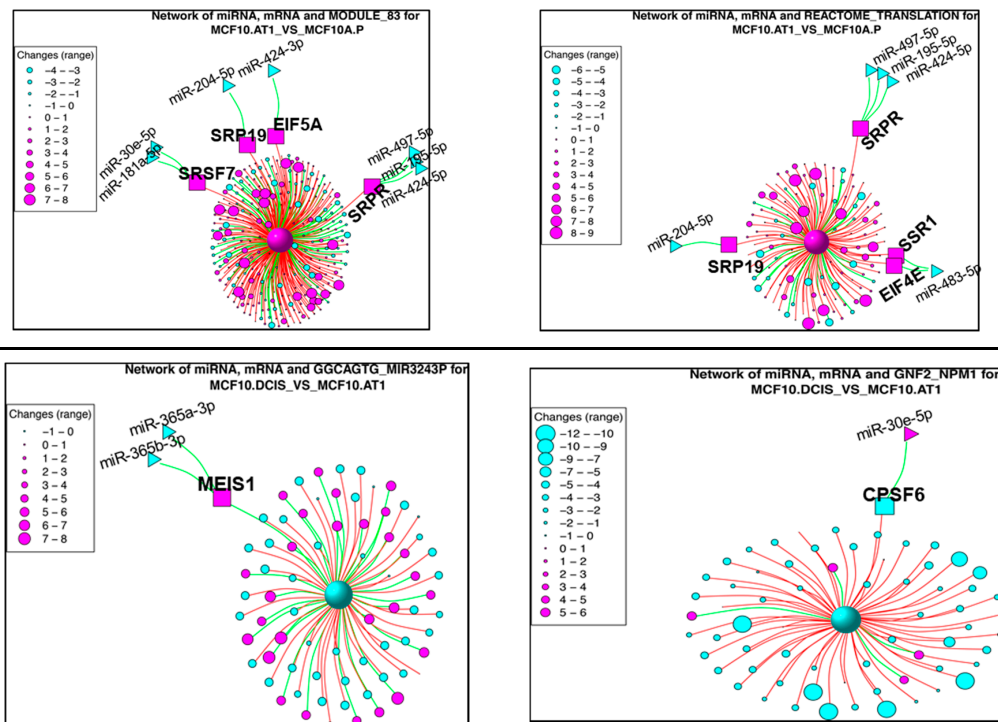 Network of miRNA, mRNA and MODULE_83 for
MCF10.AT1_VS_MCF10A.P
Changes (range)
-4 - -3
-3 - -2
-2 - -1
-1 - 0
0 - 1
1 - 2
2 - 3
3 - 4
4 - 5
5 - 6
6 - 7
7 - 8
miR-204-5p
miR-424-3p
SRP19
EIF5A
miR-30e-5p
miR-181a-5p
SRSF7
miR-497-5p
miR-195-5p
miR-424-5p
SRPR
Network of miRNA, mRNA and REACTOME_TRANSLATION for
MCF10.AT1_VS_MCF10A.P
Changes (range)
-6 - -5
-5 - -4
-4 - -3
-3 - -2
-2 - -1
-1 - 0
0 - 1
1 - 2
2 - 3
3 - 4
4 - 5
5 - 6
6 - 7
7 - 8
8 - 9
miR-497-5p
miR-195-5p
miR-424-5p
SRPR
miR-204-5p
SRP19
SSR1
EIF4E
miR-483-5p
Network of miRNA, mRNA and GGCAGTG_MIR3243P for
MCF10.DCIS_VS_MCF10.AT1
Changes (range)
-1 - 0
0 - 1
1 - 2
2 - 3
3 - 4
4 - 5
5 - 6
6 - 7
7 - 8
miR-365a-3p
miR-365b-3p
MEIS1
Network of miRNA, mRNA and GNF2_NPM1 for
MCF10.DCIS_VS_MCF10.AT1
Changes (range)
-12 - -10
-10 - -9
-9 - -7
-7 - -5
-5 - -4
-4 - -3
-3 - -2
-2 - -1
-1 - 0
0 - 1
1 - 2
2 - 3
3 - 4
4 - 5
5 - 6
miR-30e-5p
CPSF6